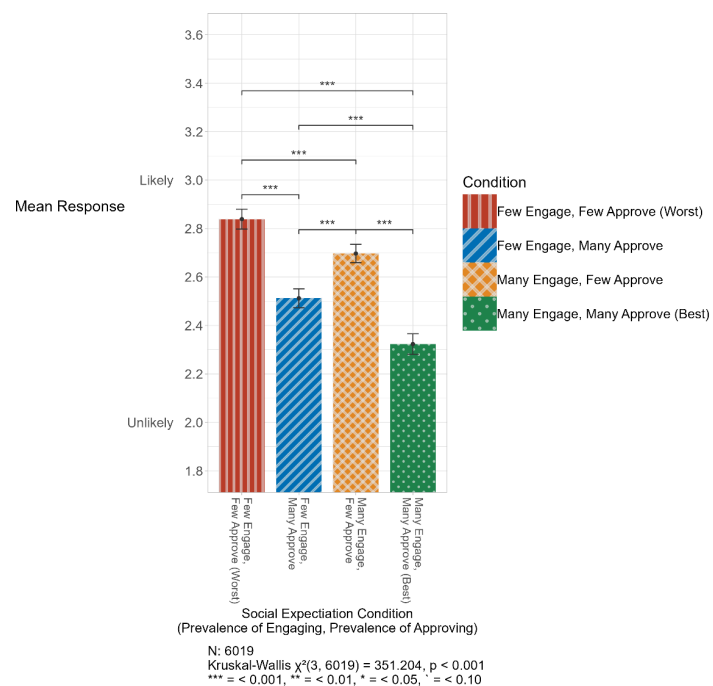 3.6
3.4
3.2
Likely 3.0
2.8
2.6
2.4
2.2
Unlikely 2.0
1.8
Mean Response
***
***
***
***
***
***
Condition
Few Engage, Few Approve (Worst)
Few Engage, Many Approve
Many Engage, Few Approve
Many Engage, Many Approve (Best)
Few Engage,
Few Approve (Worst)
Few Engage,
Many Approve
Many Engage,
Few Approve
Many Engage,
Many Approve (Best)
Social Expectiation Condition
(Prevalence of Engaging, Prevalence of Approving)
N: 6019
Kruskal-Wallis χ²(3, 6019) = 351.204, p < 0.001
*** = < 0.001, ** = < 0.01, * = < 0.05, ` = < 0.10